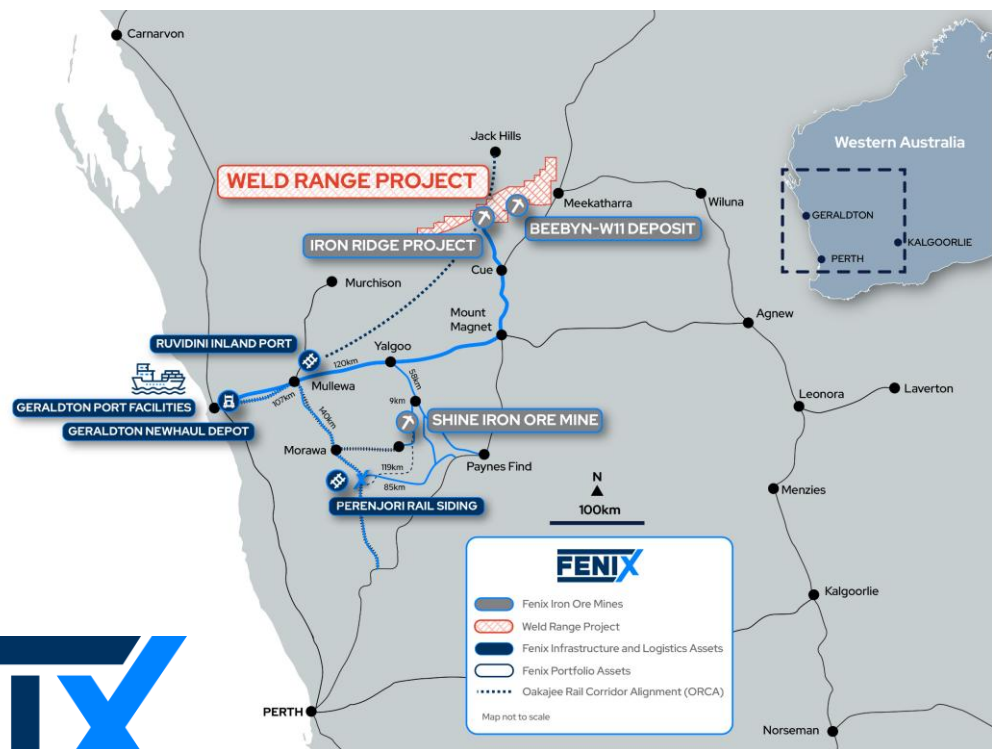 Carnarvon
Jack Hills
WELD RANGE PROJECT
Meekatharra
Wiluna
BEEBYN-W11 DEPOSIT
IRON RIDGE PROJECT
Cue
Murchison
Mount
Magnet
Agnew
RUVIDINI INLAND PORT
Yalgoo
120km
58km
Mullewa
107km
GERALDTON PORT FACILITIES
GERALDTON NEWHAUL DEPOT
9km
140km
SHINE IRON ORE MINE
Leonora
Laverton
Morawa
119km
85km
Paynes Find
PERENJORI RAIL SIDING
N
100km
Menzies
Kalgoorlie
PERTH
Norseman
Western Australia
GERALDTON
KALGOORLIE
PERTH
FENIX
Fenix Iron Ore Mines
Weld Range Project
Fenix Infrastructure and Logistics Assets
Fenix Portfolio Assets
Oakajee Rail Corridor Alignment (ORCA)
Map not to scale